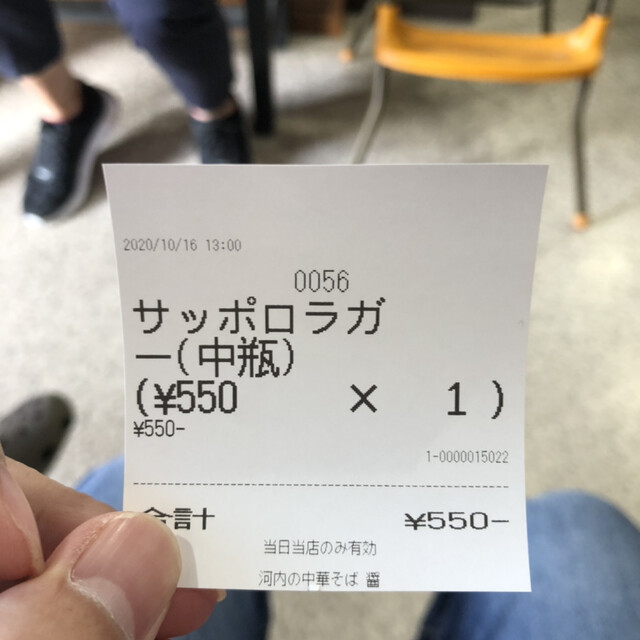 2020/10/16 13:00
0056
サッポロラガ
ー(中瓶)
(¥550 × 1 )
¥550-
1-0000015022
合計 ¥550-
当日当店のみ有効
河内の中華そば